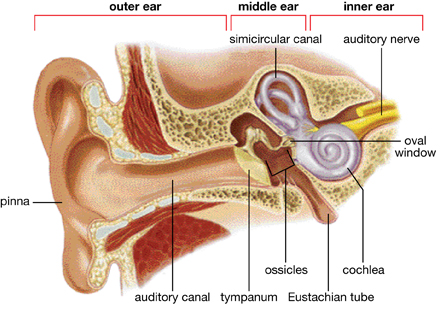 outer ear middle ear inner ear
simicircular canal auditory nerve
oval
window
pinna
ossicles cochlea
auditory canal tympanum Eustachian tube